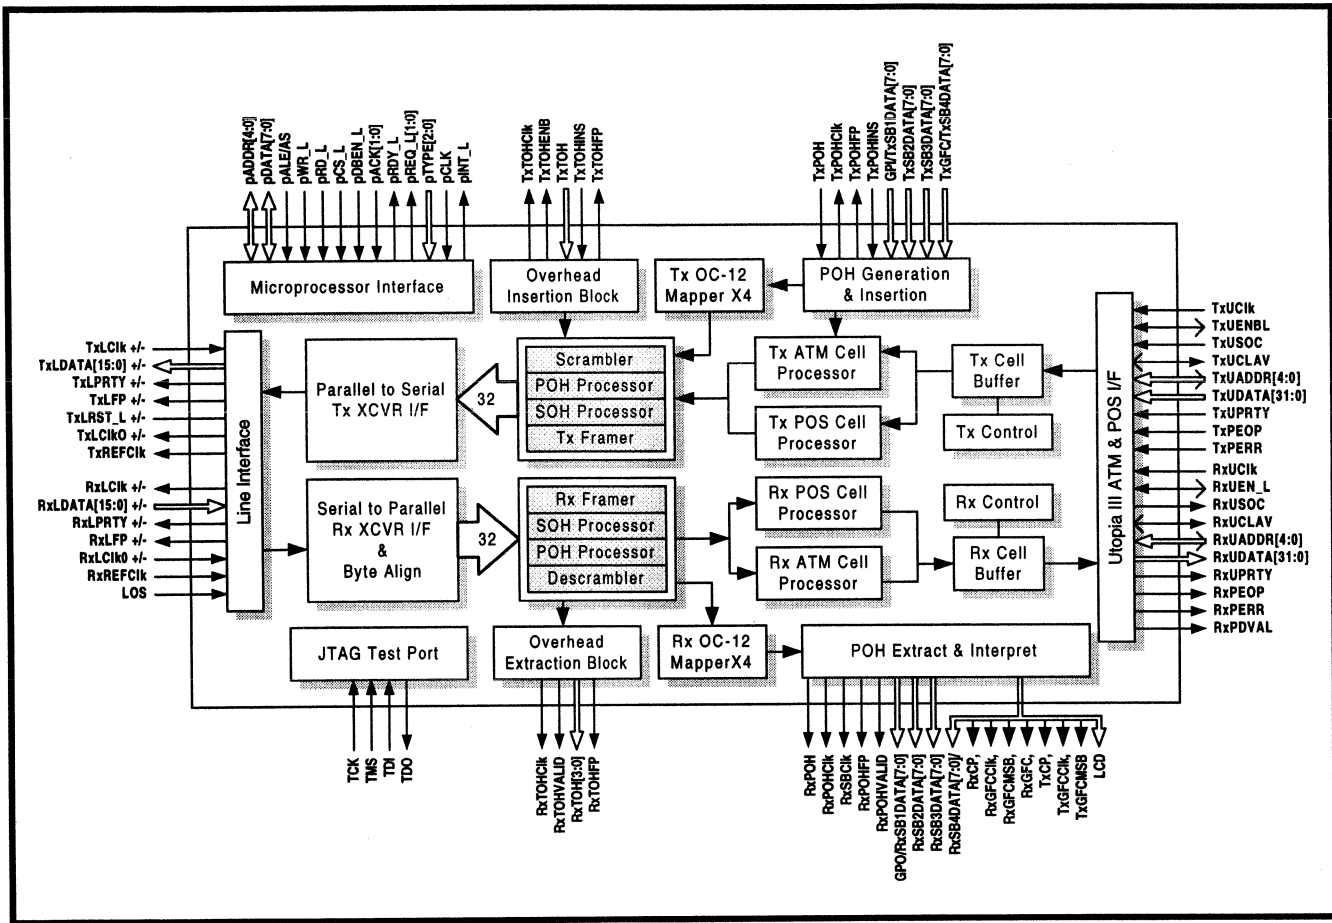 pADDR[4:0]
pDATA[7:0]
pALE/AS
pWR_L
pRD_L
pCS_L
pDBEN_L
pACK[1:0]
pRDY_L
pREQ_L[1:0]
pTYPE[2:0]
pCLK
pINT_L
TxTOHClk
TxTOHENB
TxTOH
TxTOHINS
TxTOHFP
TxPOH
TxPOHClk
TxPOHFP
TxPOHINS
GPI/TxSB1DATA[7:0]
TxSB2DATA[7:0]
TxSB3DATA[7:0]
TxGFC/TxSB4DATA[7:0]
Microprocessor Interface
Overhead
Insertion Block
Tx OC-12
Mapper X4
POH Generation
& Insertion
TxLClk +/-
TxLDATA[15:0] +/-
TxLPRTY +/-
TxLFP +/-
TxLRST_L +/-
TxLClkO +/-
TxREFClk
RxLClk +/-
RxLDATA[15:0] +/-
RxLPRTY +/-
RxLFP +/-
RxLClk0 +/-
RxREFClk
LOS
Line Interface
Parallel to Serial
Tx XCVR I/F
32
Scrambler
POH Processor
SOH Processor
Tx Framer
Tx ATM Cell
Processor
Tx POS Cell
Processor
Tx Cell
Buffer
Tx Control
Serial to Parallel
Rx XCVR I/F
&
Byte Align
32
Rx Framer
SOH Processor
POH Processor
Descrambler
Rx POS Cell
Processor
Rx ATM Cell
Processor
Rx Control
Rx Cell
Buffer
Utopia III ATM & POS I/F
TxUClk
TxUENBL
TxUSOC
TxUCLAV
TxUADDR[4:0]
TxUDATA[31:0]
TxUPRTY
TxPEOP
TxPERR
RxUClk
RxUEN_L
RxUSOC
RxUCLAV
RxUADDR[4:0]
RxUDATA[31:0]
RxUPRTY
RxPEOP
RxPERR
RxPDVAL
JTAG Test Port
Overhead
Extraction Block
Rx OC-12
MapperX4
POH Extract & Interpret
TCK
TMS
TDI
TDO
RxTOHClk
RxTOHVALID
RxTOH[3:0]
RxTOHFP
RxPOH
RxPOHClk
RxSBClk
RxPOHFP
RxPOHVALID
GPO/RxSB1DATA[7:0]
RxSB2DATA[7:0]
RxSB3DATA[7:0]
RxSB4DATA[7:0]/
RxCP,
RxGFCClk,
RxGFCMSB,
RxGFC,
TxCP,
TxGFCClk,
TxGFCMSB
LCD